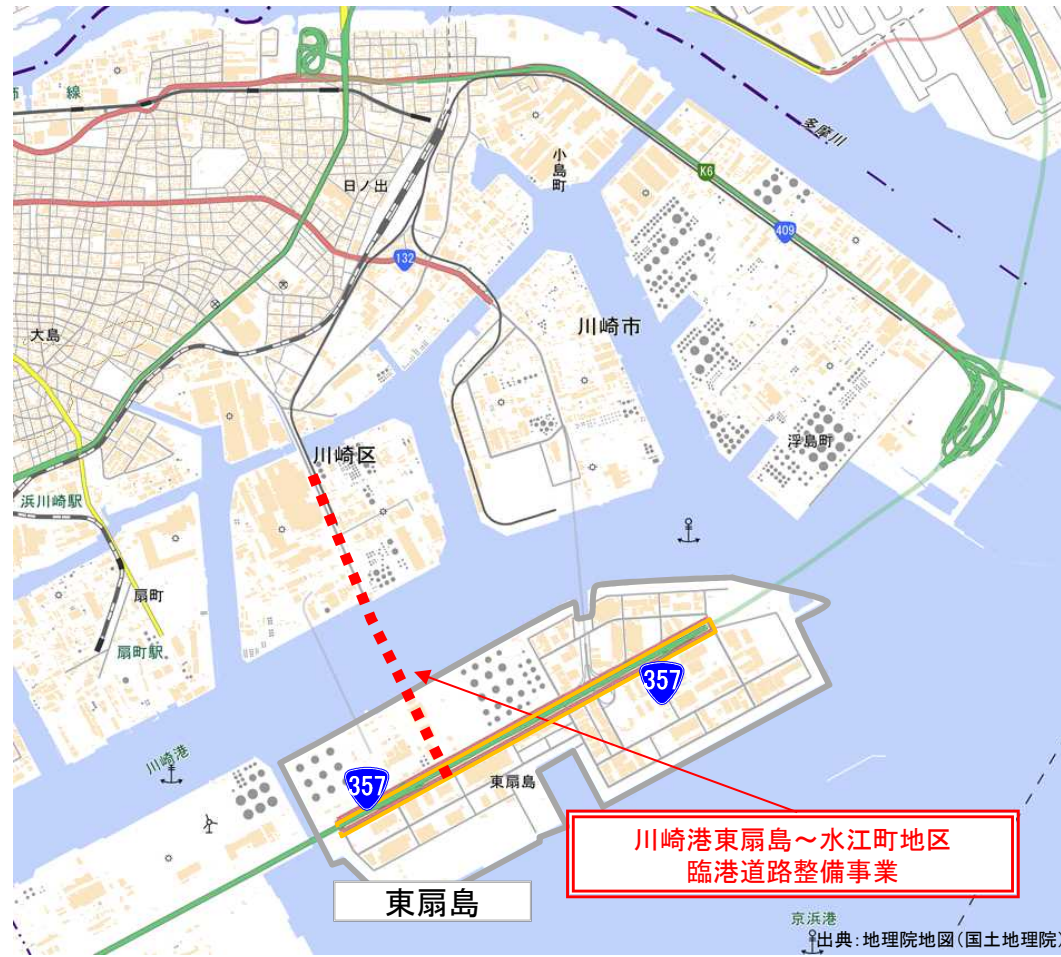 線
多摩川
小島町
日ノ出
K6
409
132
大島
川崎市
川崎区
浮島町
浜川崎駅
扇町
扇町駅
357
川崎港
357
東扇島
川崎港東扇島～水江町地区
臨港道路整備事業
東扇島
京浜港
出典：地理院地図（国土地理院）